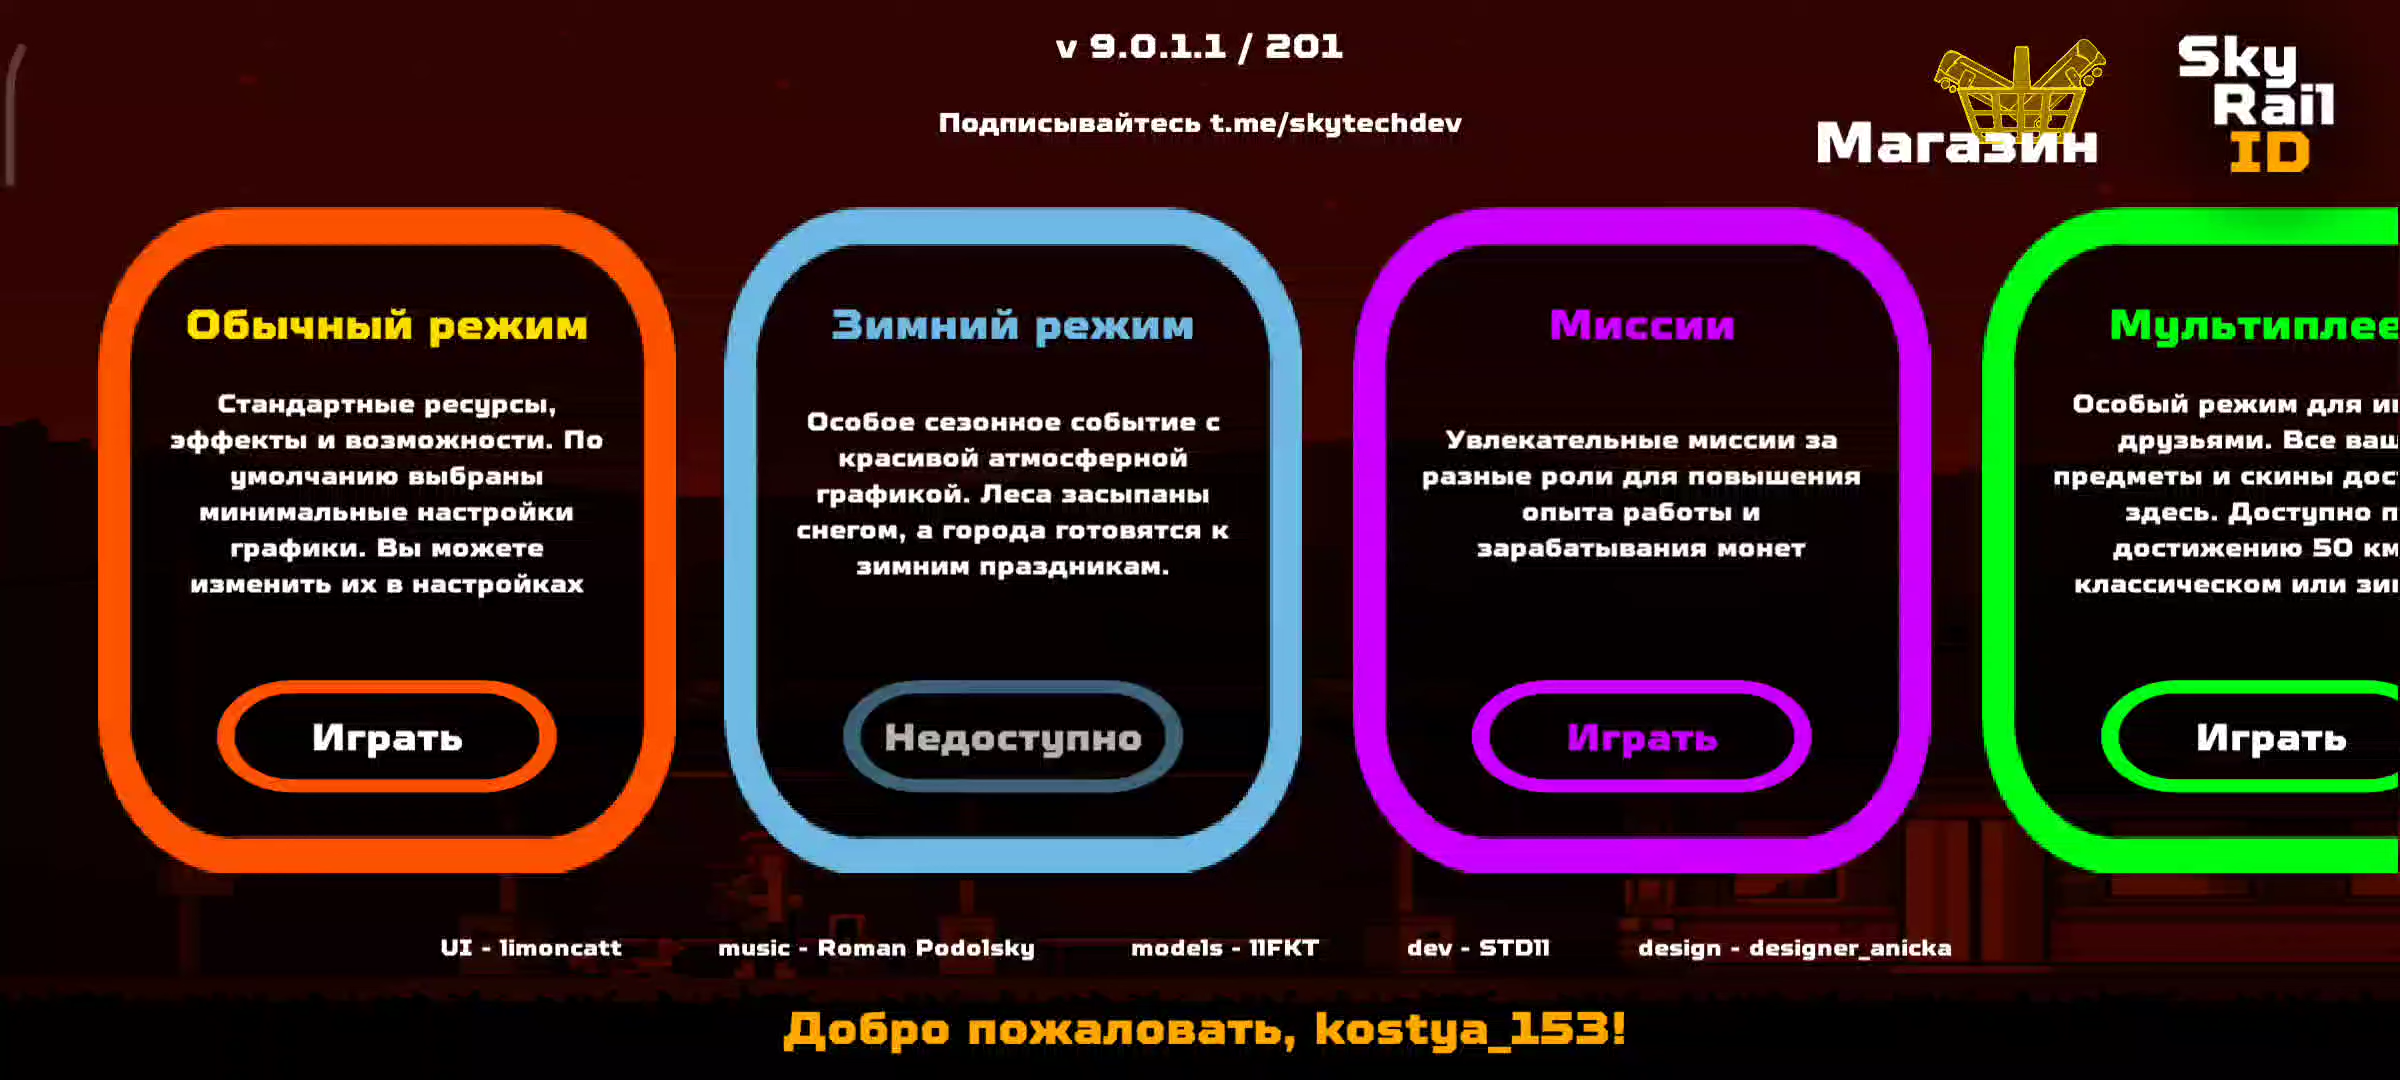 v 9.0.1.1 / 201
Подписывайтесь t.me/skytechdev
Магазин
Sky
Rail
ID
Обычный режим
Стандартные ресурсы,
эффекты и возможности. По
умолчанию выбраны
минимальные настройки
графики. Вы можете
изменить их в настройках
Играть
Зимний режим
Особое сезонное событие с
красивой атмосферной
графикой. Леса засыпаны
снегом, а города готовятся к
зимним праздникам.
Недоступно
Миссии
Увлекательные миссии за
разные роли для повышения
опыта работы и
зарабатывания монет
Играть
Мультиплее
Особый режим для
друзьями. Все ваш
предметы и скины дос
здесь. Доступно п
достижению 50 км
классическом или зи
Играть
UI - limoncatt
music - Roman Podolsky
models - 11FKT
dev - STD11
design - designer_anicka
Добро пожаловать, kostya_153!